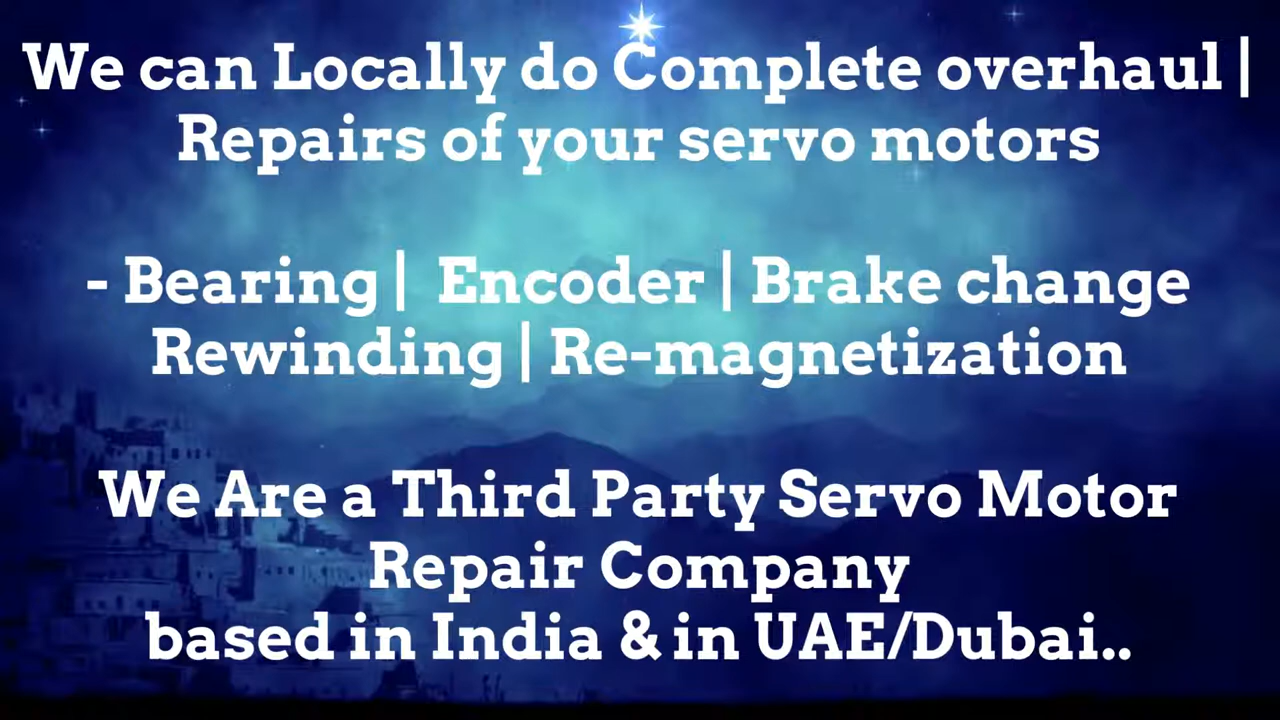 We can Locally do Complete overhaul |
Repairs of your servo motors
- Bearing | Encoder | Brake change
Rewinding | Re-magnetization
We Are a Third Party Servo Motor
Repair Company
based in India & in UAE/Dubai..